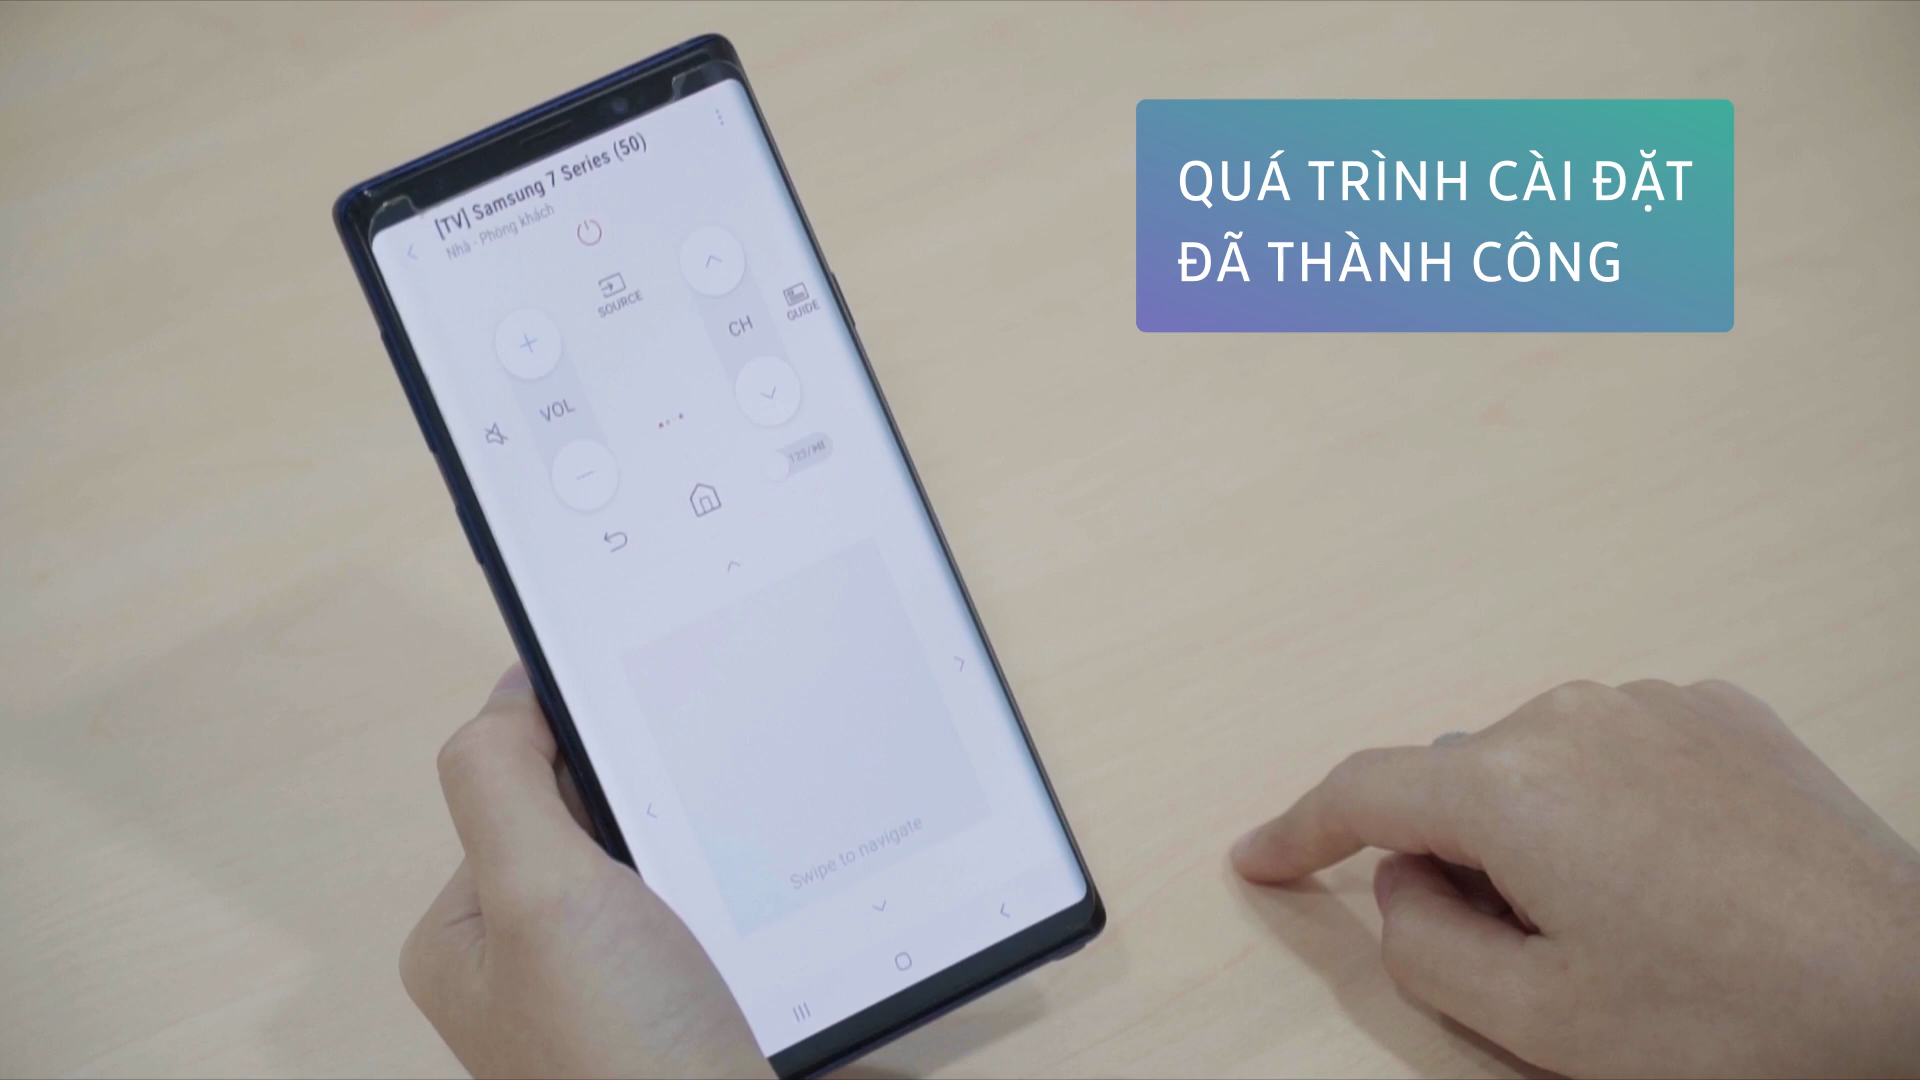 [TV] Samsung 7 Series (50)
Nhà - Phòng khách
SOURCE
GUIDE
CH
VOL
123/
Swipe to navigate
QUÁ TRÌNH CÀI ĐẶT
ĐÃ THÀNH CÔNG